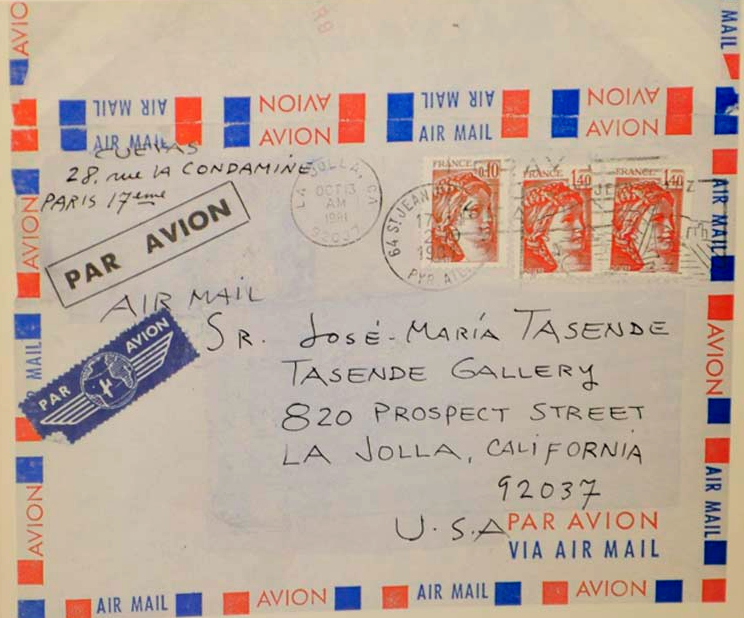 AVION
MAIL
AIR MAIL
AVION
AIR MAIL
AVION
AIR MAIL
AVION
AIR MAIL
AVION
CUEVAS
28, rue LA CONDAMINE
PARIS 17eme
LA JOLLA, CA
OCT 13
AM
1981
92037
64 ST JEAN
PYR. ATL
FRANCE
0,10
FRANCE
1,40
FRANCE
1,40
PAR AVION
AIR MAIL
PAR AVION
SR. JOSÉ-MARÍA TASENDE
TASENDE GALLERY
820 PROSPECT STREET
LA JOLLA, CALIFORNIA
92037
U.S.A
PAR AVION
VIA AIR MAIL
AVION
MAIL
AVION
AIR MAIL
AVION
AIR MAIL
AIR MAIL
AVION
AIR MAIL
AVION